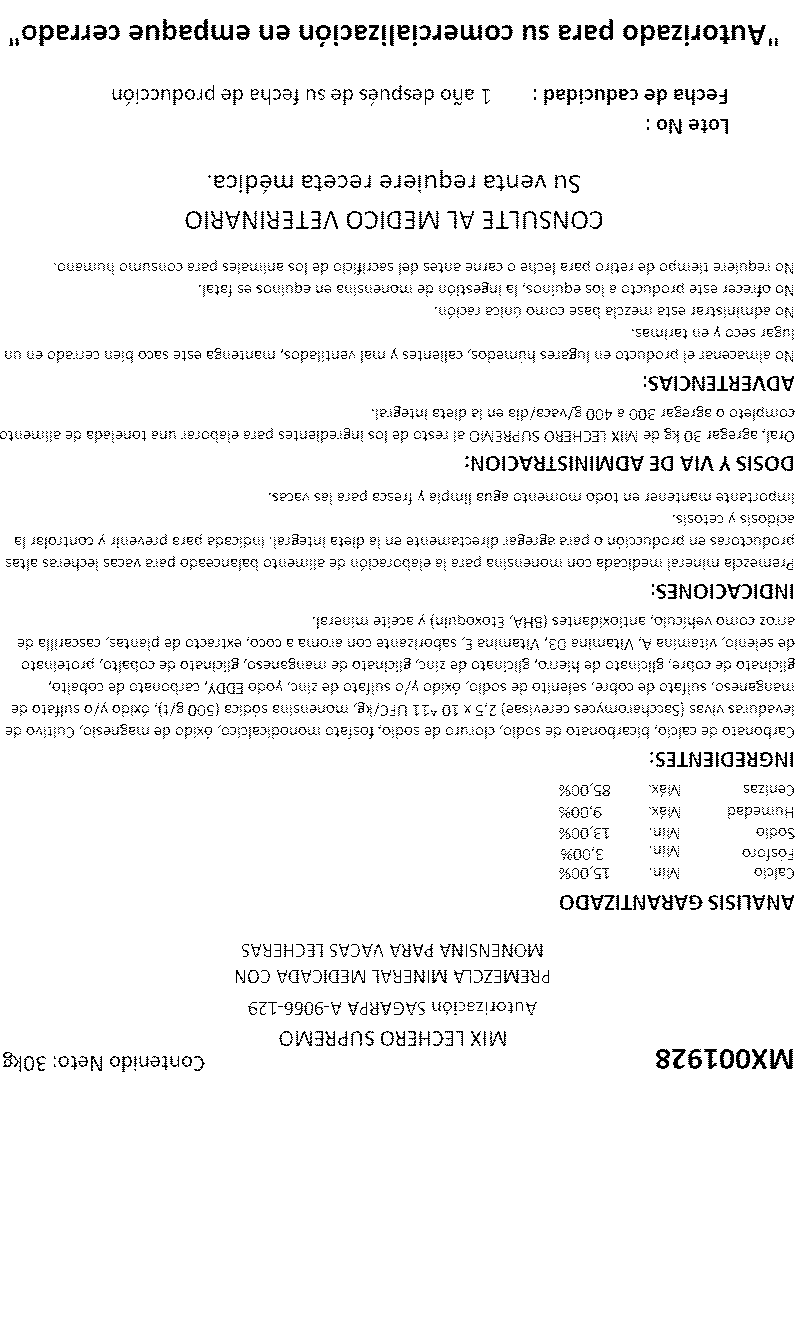 MX001928
Contenido Neto: 30kg
MIX LECHERO SUPREMO
Autorización SAGARPA A-9066-129
PREMEZCLA MINERAL MEDICADA CON
MONENSINA PARA VACAS LECHERAS
ANALISIS GARANTIZADO
Calcio Min. 15,00%
Fósforo Min. 3,00%
Sodio Min. 13,00%
Humedad Máx. 9,00%
Cenizas Máx. 85,00%
INGREDIENTES:
Carbonato de calcio, bicarbonato de sodio, cloruro de sodio, fosfato monodicalcico, óxido de magnesio, Cultivo de
levaduras vivas (Saccharomyces cerevisae) 2,5 x 10 ^11 UFC/kg, monensina sódica (500 g/t), óxido y/o sulfato de
manganeso, sulfato de cobre, selenito de sodio, óxido y/o sulfato de zinc, yodo EDDY, carbonato de cobalto,
glicinato de cobre, glicinato de hierro, glicinato de zinc, glicinato de manganeso, glicinato de cobalto, proteinato
de selenio, vitamina A, Vitamina D3, Vitamina E, saborizante con aroma a coco, extracto de plantas, cascarilla de
arroz como vehículo, antioxidantes (BHA, Etoxoquin) y aceite mineral.
INDICACIONES:
Premezcla mineral medicada con monensina para la elaboración de alimento balanceado para vacas lecheras altas
productoras en producción o para agregar directamente en la dieta integral. Indicada para prevenir y controlar la
acidosis y cetosis.
Importante mantener en todo momento agua limpia y fresca para las vacas.
DOSIS Y VIA DE ADMINISTRACION:
Oral, agregar 30 kg de MIX LECHERO SUPREMO al resto de los ingredientes para elaborar una tonelada de alimento
completo o agregar 300 a 400 g/vaca/día en la dieta integral.
ADVERTENCIAS:
No almacenar el producto en lugares húmedos, calientes y mal ventilados, mantenga este saco bien cerrado en un
lugar seco y en tarimas.
No administrar esta mezcla base como única ración.
No ofrecer este producto a los equinos, la ingestión de monensina en equinos es fatal.
No requiere tiempo de retiro para leche o carne antes del sacrificio de los animales para consumo humano.
CONSULTE AL MEDICO VETERINARIO
Su venta requiere receta médica.
Lote No :
Fecha de caducidad : 1 año después de su fecha de producción
"Autorizado para su comercialización en empaque cerrado"